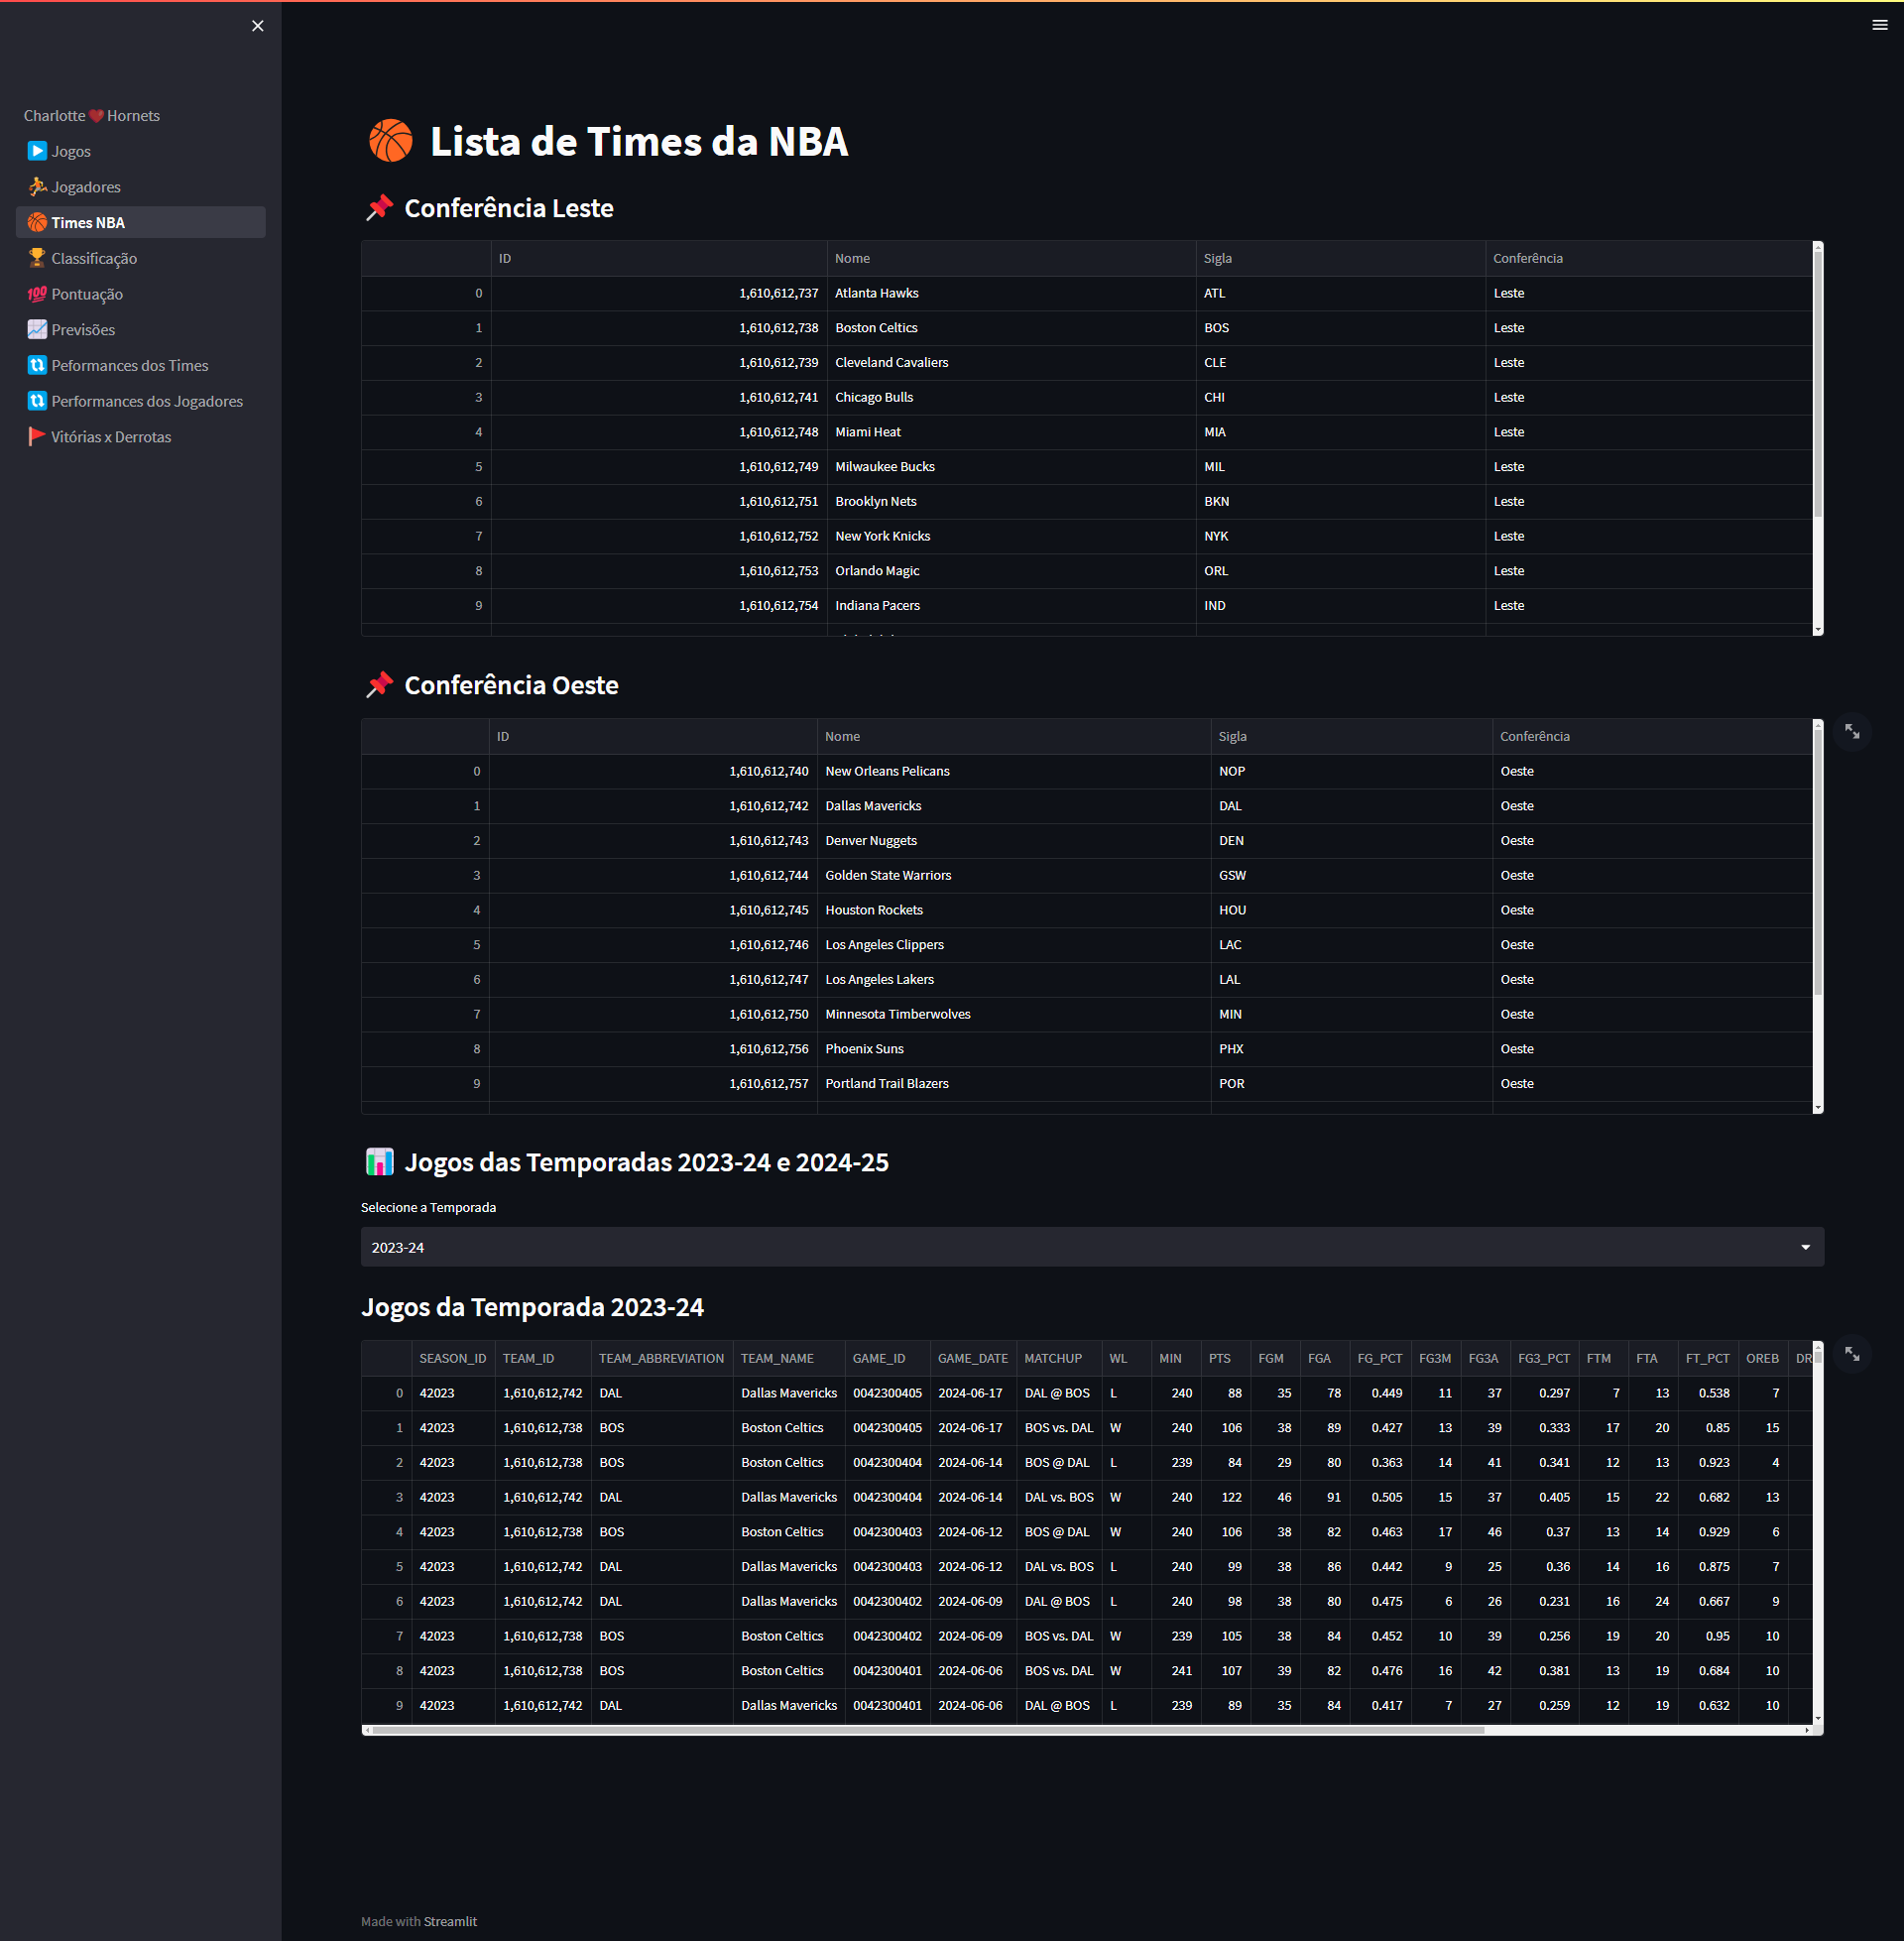 Charlotte❤️Hornets
▶️ Jogos
⛹️ Jogadores
🏀 Times NBA
🏆 Classificação
💯 Pontuação
📈 Previsões
🔃 Peformances dos Times
🔃 Performances dos Jogadores
🚩 Vitórias x Derrotas
🏀 Lista de Times da NBA
📌 Conferência Leste
ID Nome Sigla Conferência
0 1,610,612,737 Atlanta Hawks ATL Leste
1 1,610,612,738 Boston Celtics BOS Leste
2 1,610,612,739 Cleveland Cavaliers CLE Leste
3 1,610,612,741 Chicago Bulls CHI Leste
4 1,610,612,748 Miami Heat MIA Leste
5 1,610,612,749 Milwaukee Bucks MIL Leste
6 1,610,612,751 Brooklyn Nets BKN Leste
7 1,610,612,752 New York Knicks NYK Leste
8 1,610,612,753 Orlando Magic ORL Leste
9 1,610,612,754 Indiana Pacers IND Leste
📌 Conferência Oeste
ID Nome Sigla Conferência
0 1,610,612,740 New Orleans Pelicans NOP Oeste
1 1,610,612,742 Dallas Mavericks DAL Oeste
2 1,610,612,743 Denver Nuggets DEN Oeste
3 1,610,612,744 Golden State Warriors GSW Oeste
4 1,610,612,745 Houston Rockets HOU Oeste
5 1,610,612,746 Los Angeles Clippers LAC Oeste
6 1,610,612,747 Los Angeles Lakers LAL Oeste
7 1,610,612,750 Minnesota Timberwolves MIN Oeste
8 1,610,612,756 Phoenix Suns PHX Oeste
9 1,610,612,757 Portland Trail Blazers POR Oeste
📊 Jogos das Temporadas 2023-24 e 2024-25
Selecione a Temporada
2023-24
Jogos da Temporada 2023-24
SEASON_ID TEAM_ID TEAM_ABBREVIATION TEAM_NAME GAME_ID GAME_DATE MATCHUP WL MIN PTS FGM FGA FG_PCT FG3M FG3A FG3_PCT FTM FTA FT_PCT OREB DR
0 42023 1,610,612,742 DAL Dallas Mavericks 0042300405 2024-06-17 DAL @ BOS L 240 88 35 78 0.449 11 37 0.297 7 13 0.538 7
1 42023 1,610,612,738 BOS Boston Celtics 0042300405 2024-06-17 BOS vs. DAL W 240 106 38 89 0.427 13 39 0.333 17 20 0.85 15
2 42023 1,610,612,738 BOS Boston Celtics 0042300404 2024-06-14 BOS @ DAL L 239 84 29 80 0.363 14 41 0.341 12 13 0.923 4
3 42023 1,610,612,742 DAL Dallas Mavericks 0042300404 2024-06-14 DAL vs. BOS W 240 122 46 91 0.505 15 37 0.405 15 22 0.682 13
4 42023 1,610,612,738 BOS Boston Celtics 0042300403 2024-06-12 BOS @ DAL W 240 106 38 82 0.463 17 46 0.37 13 14 0.929 6
5 42023 1,610,612,742 DAL Dallas Mavericks 0042300403 2024-06-12 DAL vs. BOS L 240 99 38 86 0.442 9 25 0.36 14 16 0.875 7
6 42023 1,610,612,742 DAL Dallas Mavericks 0042300402 2024-06-09 DAL @ BOS L 240 98 38 80 0.475 6 26 0.231 16 24 0.667 9
7 42023 1,610,612,738 BOS Boston Celtics 0042300402 2024-06-09 BOS vs. DAL W 239 105 38 84 0.452 10 39 0.256 19 20 0.95 10
8 42023 1,610,612,738 BOS Boston Celtics 0042300401 2024-06-06 BOS vs. DAL W 241 107 39 82 0.476 16 42 0.381 13 19 0.684 10
9 42023 1,610,612,742 DAL Dallas Mavericks 0042300401 2024-06-06 DAL @ BOS L 239 89 35 84 0.417 7 27 0.259 12 19 0.632 10
Made with Streamlit